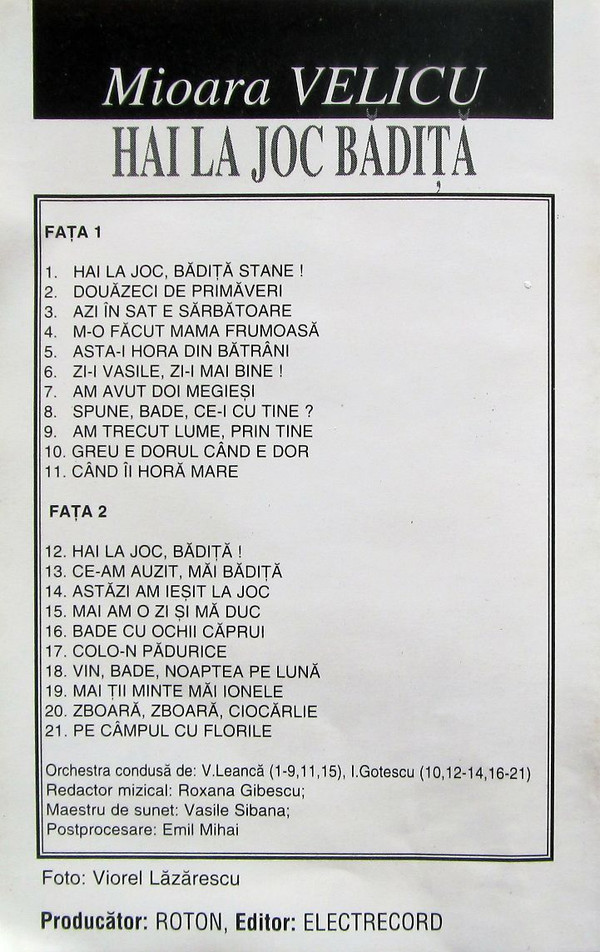 Mioara VELICU
HAI LA JOC BĂDIȚĂ
FAȚA 1
1. HAI LA JOC, BĂDIȚĂ STANE !
2. DOUĂZECI DE PRIMĂVERI
3. AZI ÎN SAT E SĂRBĂTOARE
4. M-O FĂCUT MAMA FRUMOASĂ
5. ASTA-I HORA DIN BĂTRÂNI
6. ZI-I VASILE, ZI-I MAI BINE !
7. AM AVUT DOI MEGIEȘI
8. SPUNE, BADE, CE-I CU TINE ?
9. AM TRECUT LUME, PRIN TINE
10. GREU E DORUL CÂND E DOR
11. CÂND ÎI HORĂ MARE
FAȚA 2
12. HAI LA JOC, BĂDIȚĂ !
13. CE-AM AUZIT, MĂI BĂDIȚĂ
14. ASTĂZI AM IEȘIT LA JOC
15. MAI AM O ZI ȘI MĂ DUC
16. BADE CU OCHII CĂPRUI
17. COLO-N PĂDURICE
18. VIN, BADE, NOAPTEA PE LUNĂ
19. MAI ȚII MINTE MĂI IONELE
20. ZBOARĂ, ZBOARĂ, CIOCÂRLIE
21. PE CÂMPUL CU FLORILE
Orchestra condusă de: V.Leancă (1-9,11,15), I.Gotescu (10,12-14,16-21)
Redactor mizical: Roxana Gibescu;
Maestru de sunet: Vasile Sibana;
Postprocesare: Emil Mihai
Foto: Viorel Lăzărescu
Producător: ROTON, Editor: ELECTRECORD